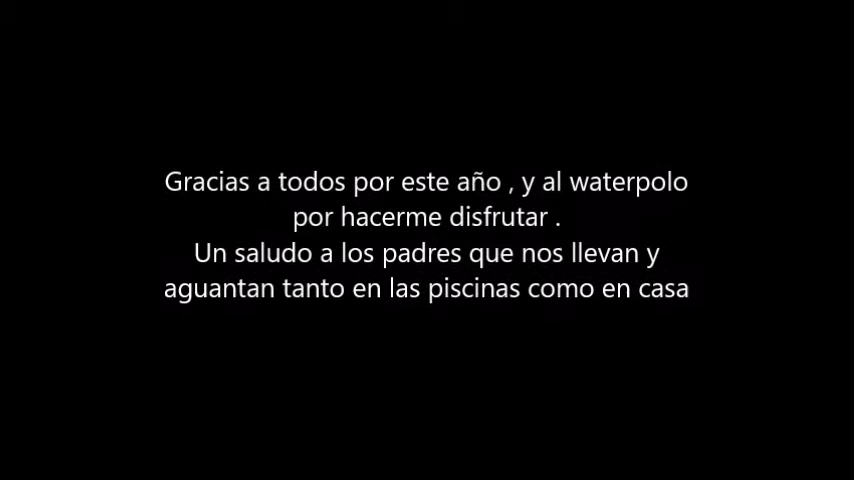 Gracias a todos por este año , y al waterpolo
por hacerme disfrutar .
Un saludo a los padres que nos llevan y
aguantan tanto en las piscinas como en casa